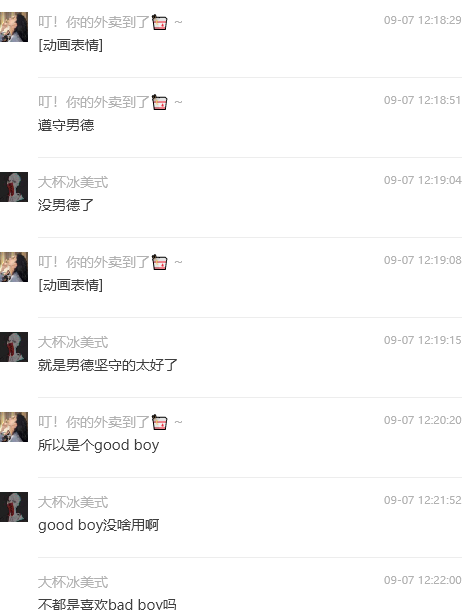 叮！你的外卖到了 ~ 09-07 12:18:29
[动画表情]
叮！你的外卖到了 ~ 09-07 12:18:51
遵守男德
大杯冰美式 09-07 12:19:04
没男德了
叮！你的外卖到了 ~ 09-07 12:19:08
[动画表情]
大杯冰美式 09-07 12:19:15
就是男德坚守的太好了
叮！你的外卖到了 ~ 09-07 12:20:20
所以是个good boy
大杯冰美式 09-07 12:21:52
good boy没啥用啊
大杯冰美式 09-07 12:22:00
不都是喜欢bad boy吗